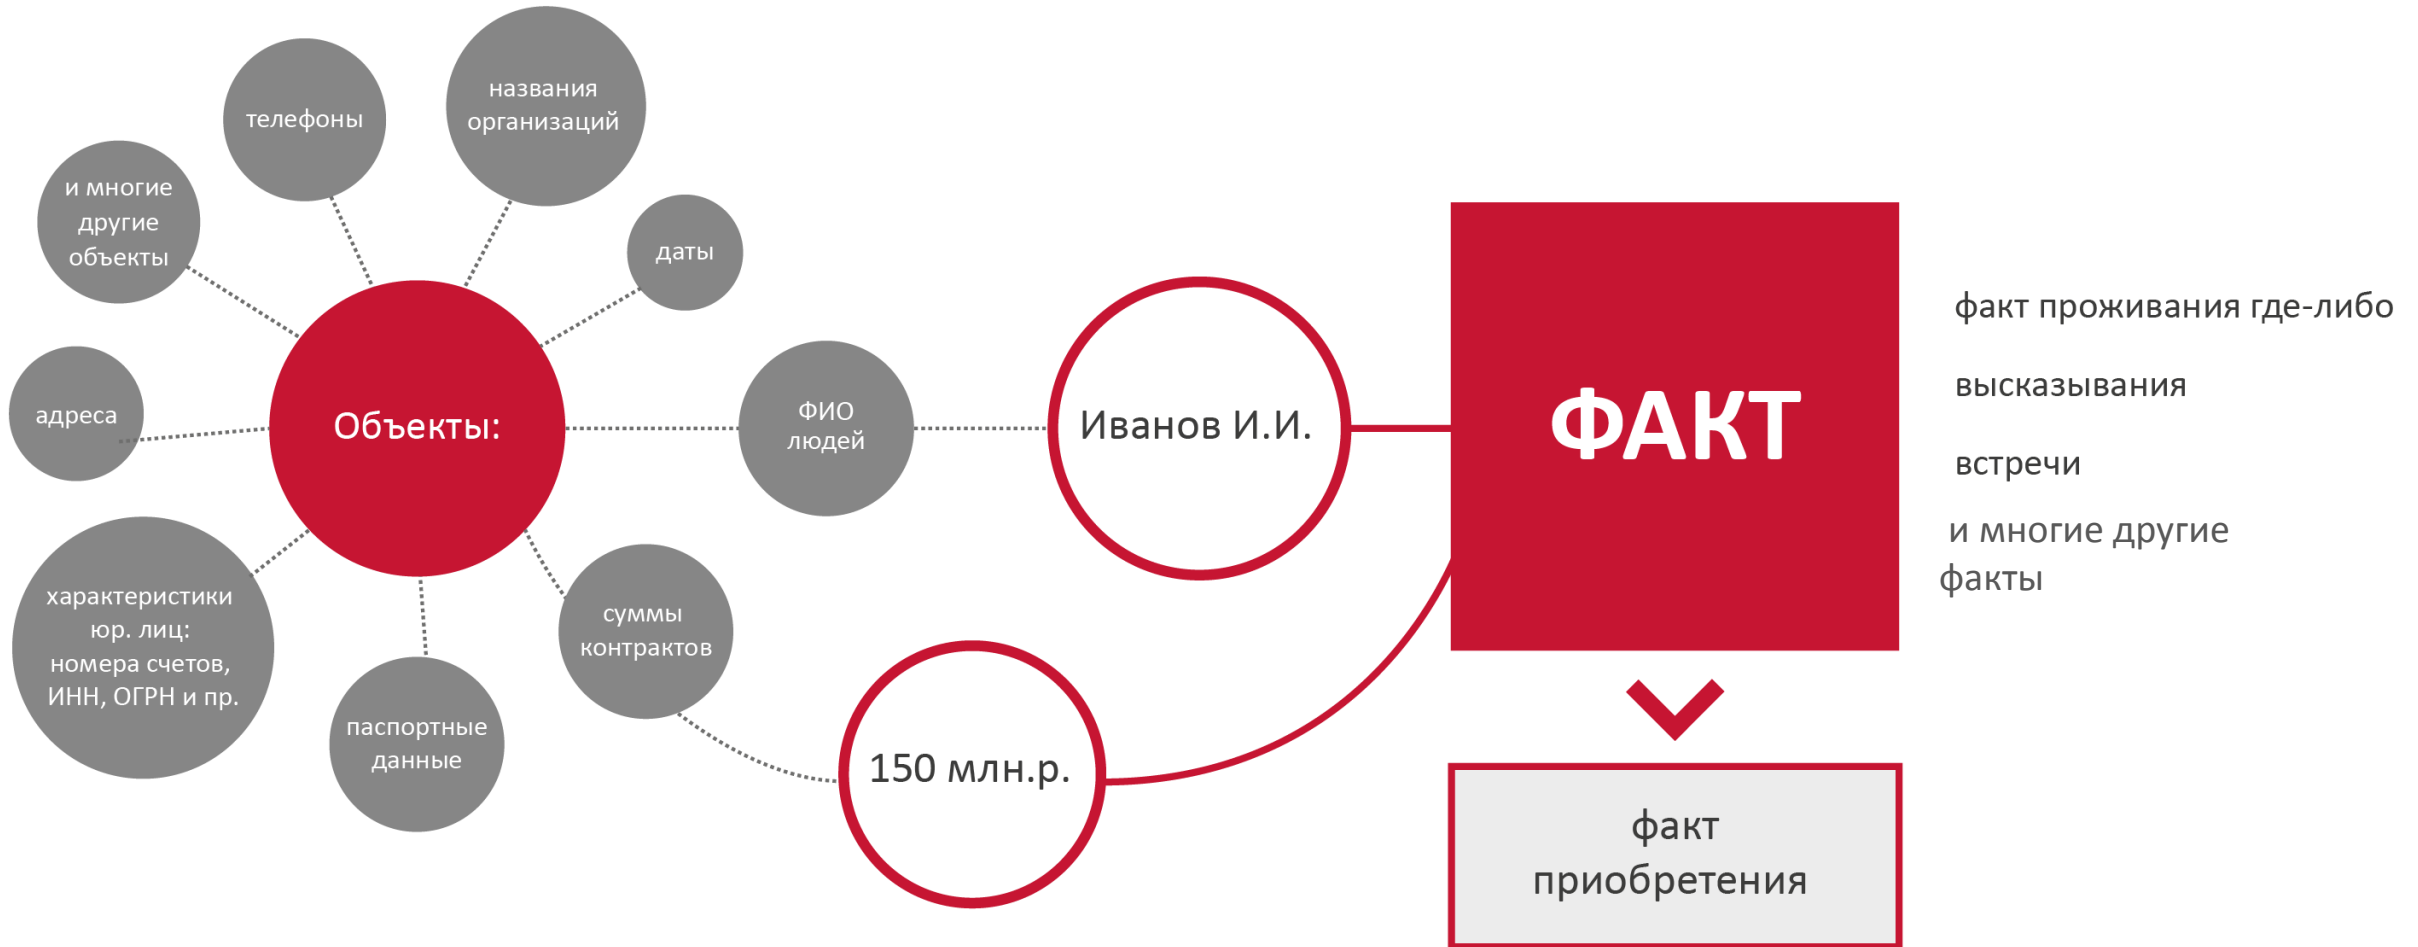 названия
организаций
телефоны
и многие
другие
объекты
даты
адреса
Объекты:
ФИО
людей
Иванов И.И.
ФАКТ
факт проживания где-либо
высказывания
встречи
и многие другие
факты
характеристики
юр. лиц:
номера счетов,
ИНН, ОГРН и пр.
суммы
контрактов
паспортные
данные
150 млн.р.
факт
приобретения